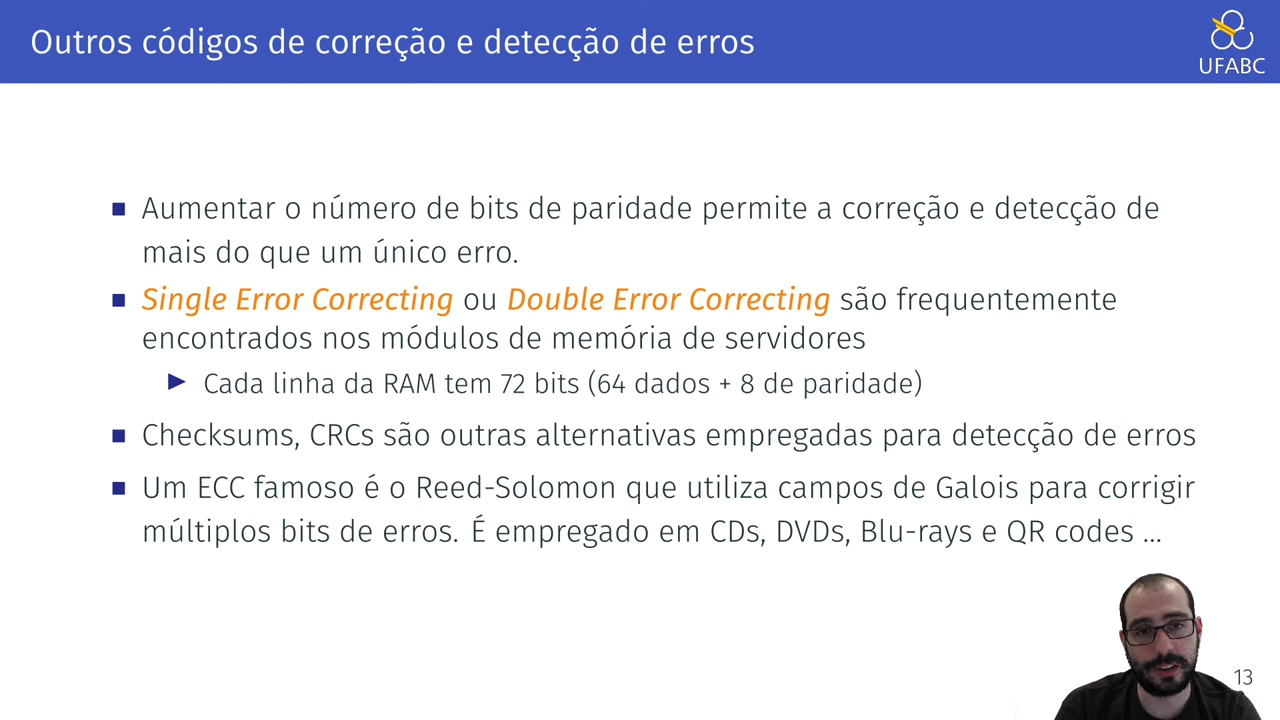 Outros códigos de correção e detecção de erros
UFABC
Aumentar o número de bits de paridade permite a correção e detecção de
mais do que um único erro.
Single Error Correcting ou Double Error Correcting são frequentemente
encontrados nos módulos de memória de servidores
Cada linha da RAM tem 72 bits (64 dados + 8 de paridade)
Checksums, CRCs são outras alternativas empregadas para detecção de erros
Um ECC famoso é o Reed-Solomon que utiliza campos de Galois para corrigir
múltiplos bits de erros. É empregado em CDs, DVDs, Blu-rays e QR codes ...
13